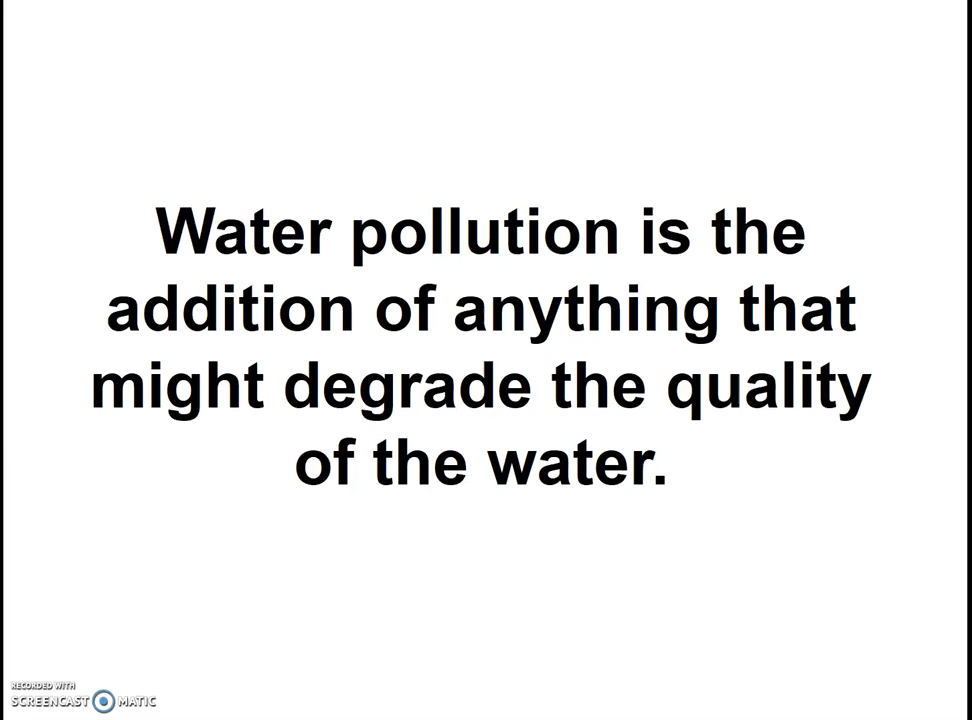 Water pollution is the
addition of anything that
might degrade the quality
of the water.
RECORDED WITH
SCREENCAST MATIC